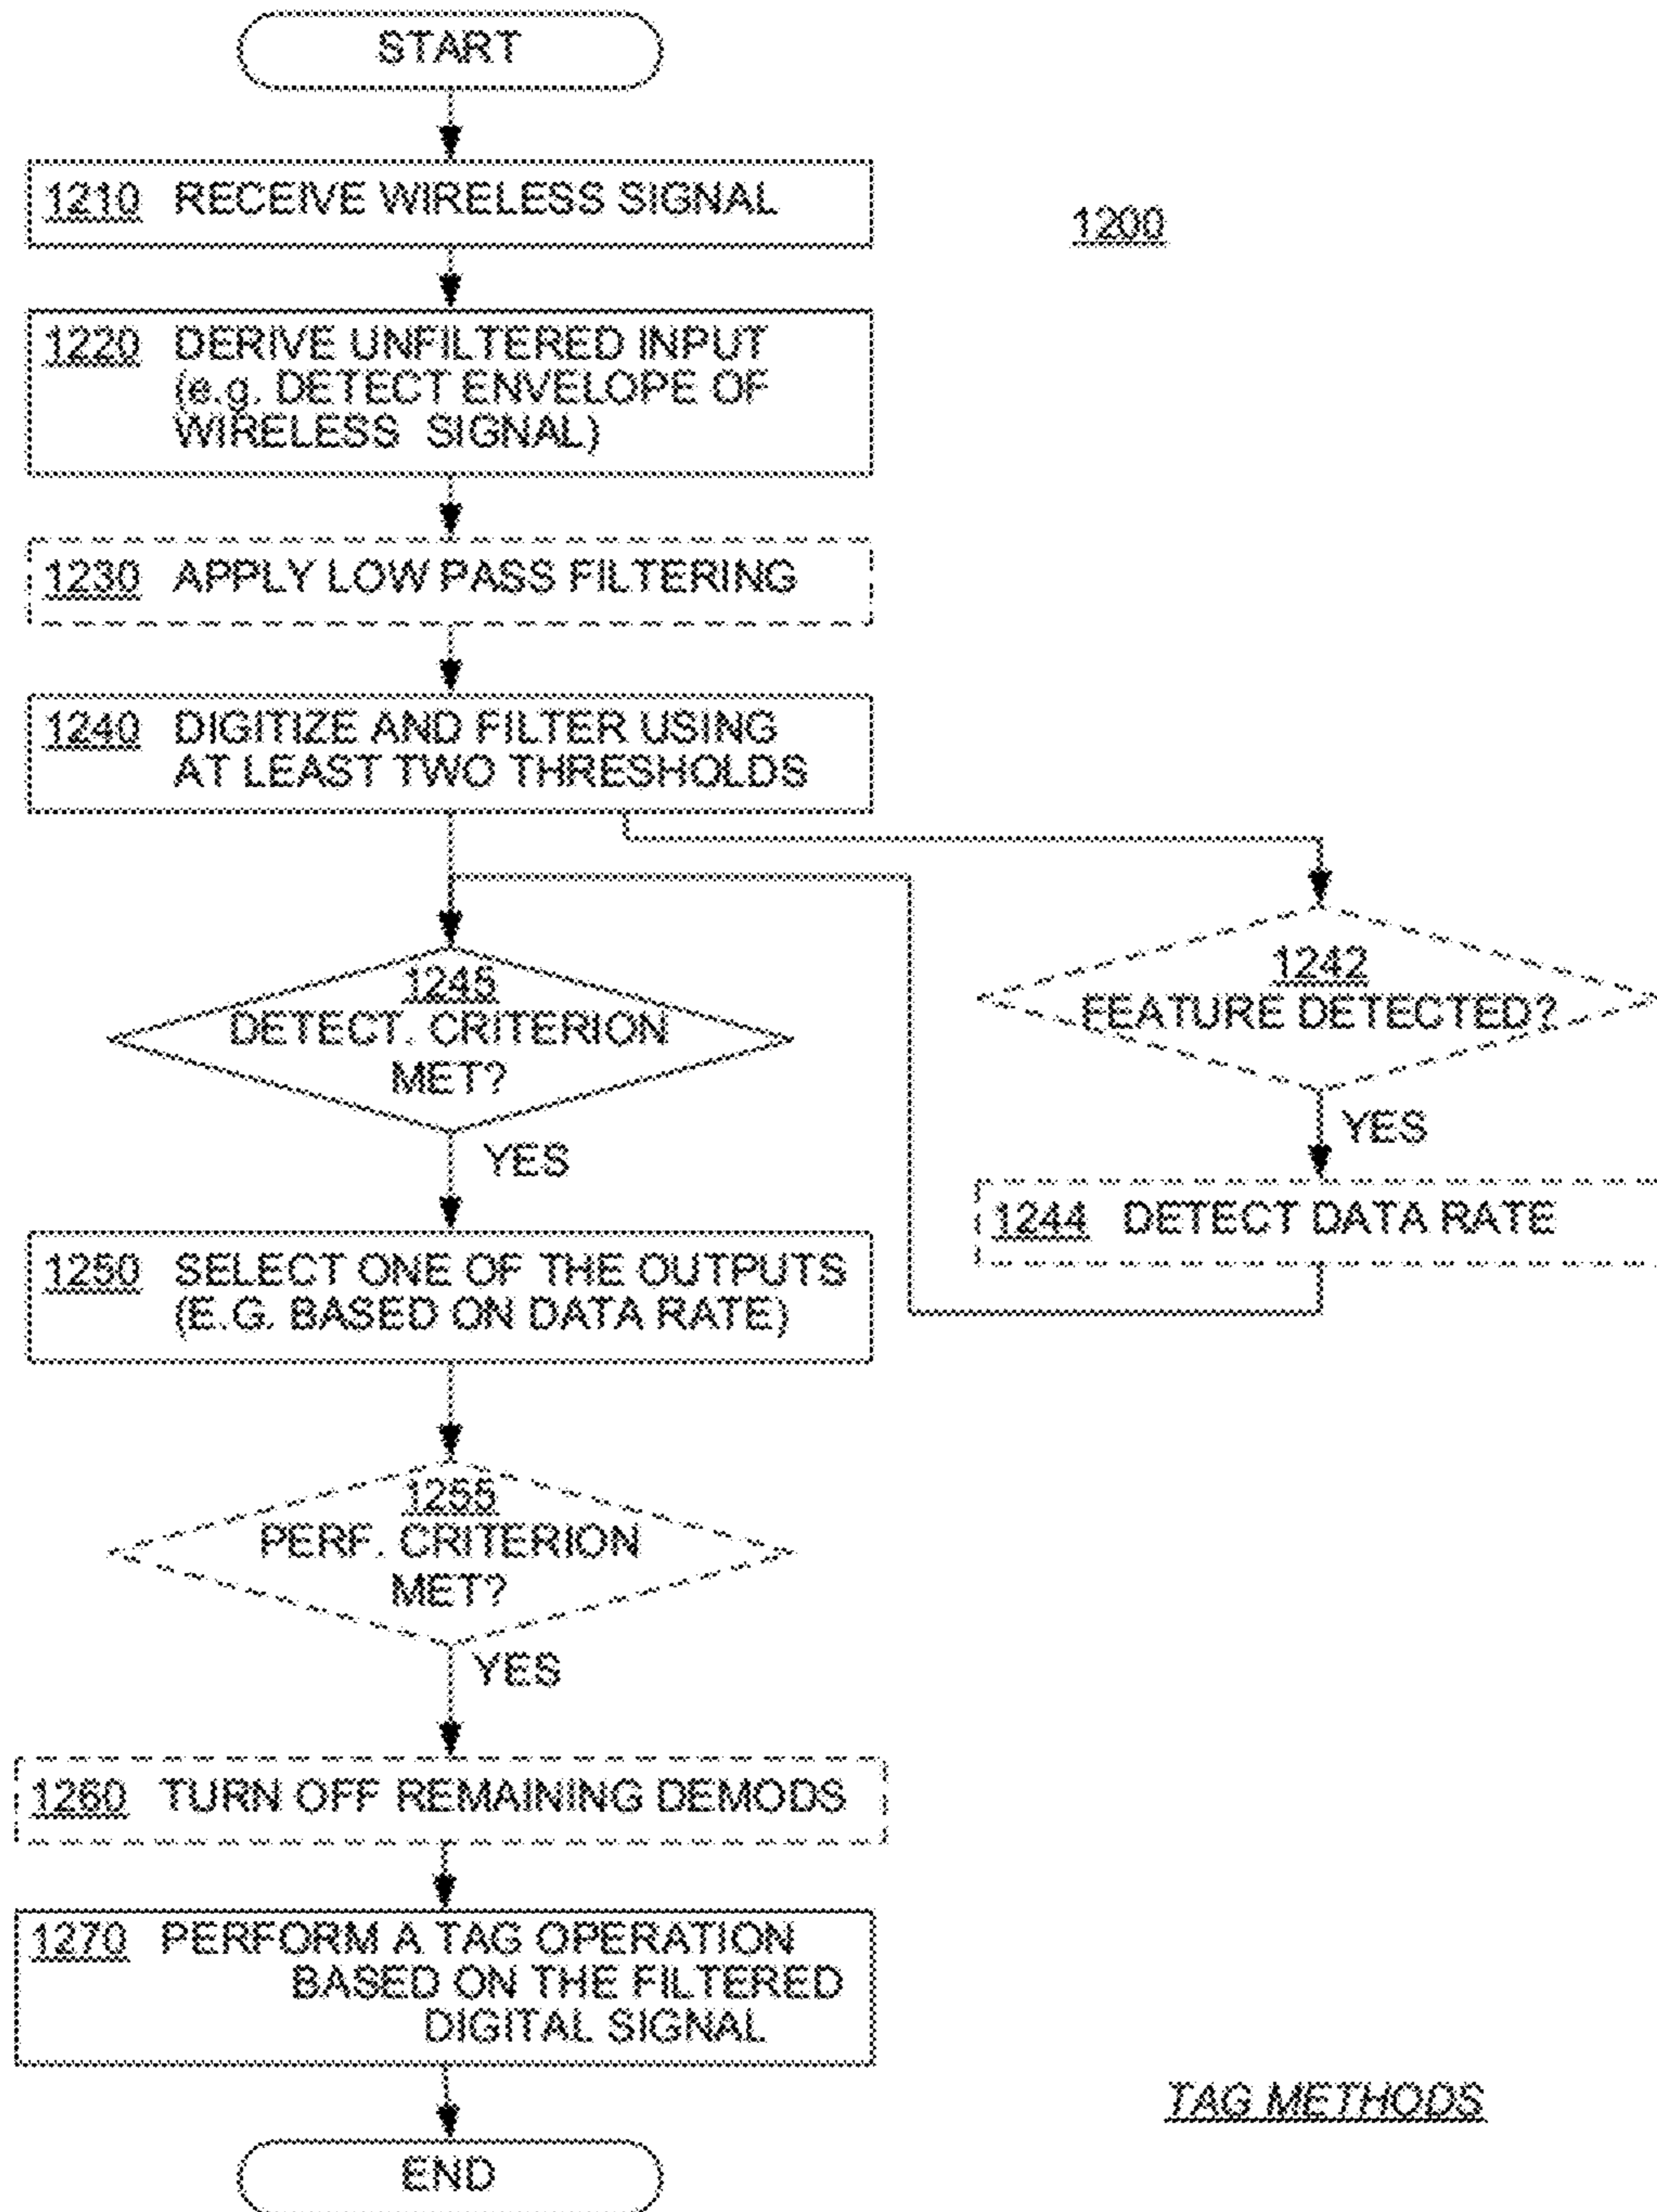 START
1210 RECEIVE WIRELESS SIGNAL
1200
1220 DERIVE UNFILTERED INPUT
(e.g. DETECT ENVELOPE OF
WIRELESS SIGNAL)
1230 APPLY LOW PASS FILTERING
1240 DIGITIZE AND FILTER USING
AT LEAST TWO THRESHOLDS
1245
DETECT. CRITERION
MET?
YES
1242
FEATURE DETECTED?
YES
1244 DETECT DATA RATE
1250 SELECT ONE OF THE OUTPUTS
(E.G. BASED ON DATA RATE)
1255
PERF. CRITERION
MET?
YES
1260 TURN OFF REMAINING DEMODS
1270 PERFORM A TAG OPERATION
BASED ON THE FILTERED
DIGITAL SIGNAL
END
TAG METHODS